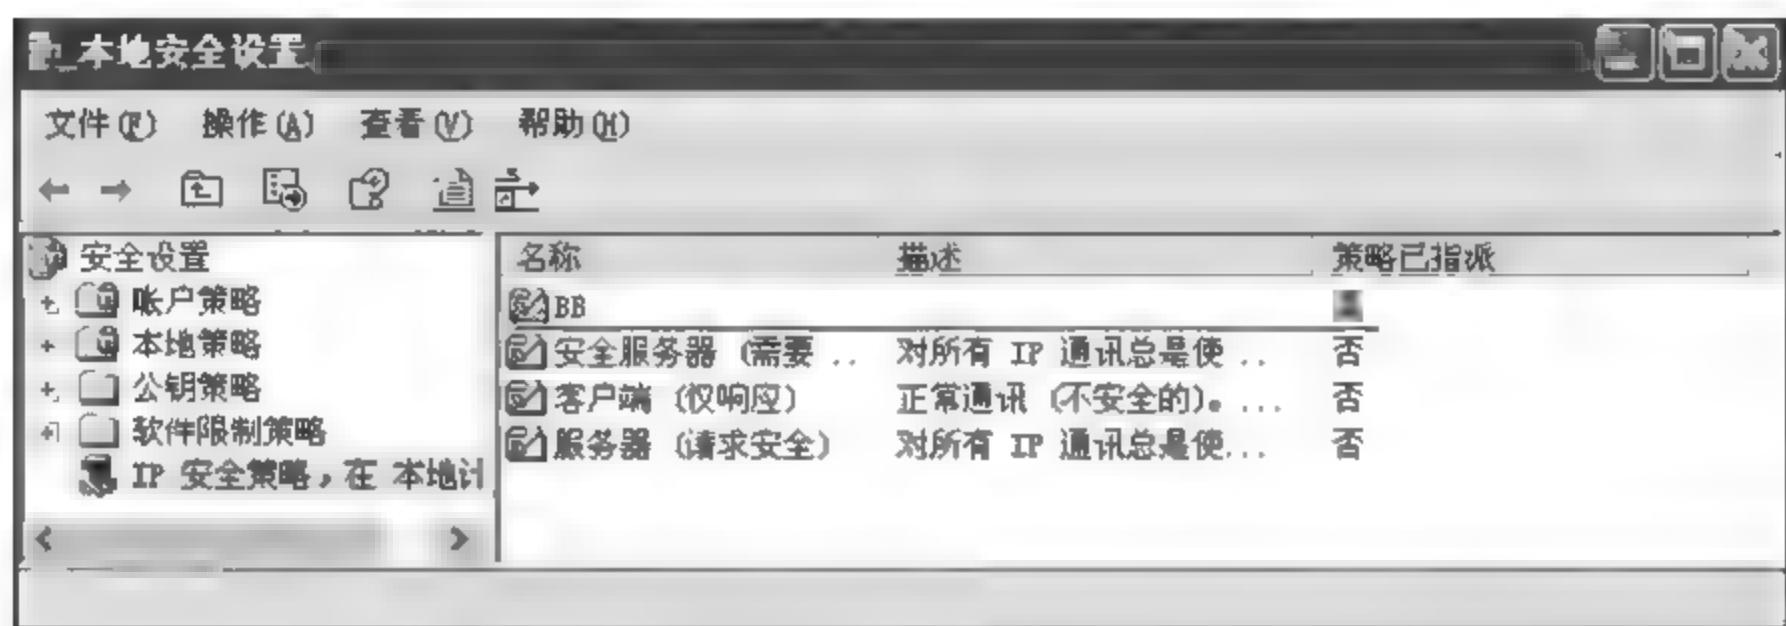 本地安全设置
文件(F) 操作(A) 查看(V) 帮助(H)
安全设置
帐户策略
本地策略
公钥策略
软件限制策略
IP 安全策略，在 本地计
名称 描述 策略已指派
BB
安全服务器 (需要 .. 对所有 IP 通讯总是使 .. 否
客户端 (仅响应) 正常通讯 (不安全的)。 ... 否
服务器 (请求安全) 对所有 IP 通讯总是使... 否